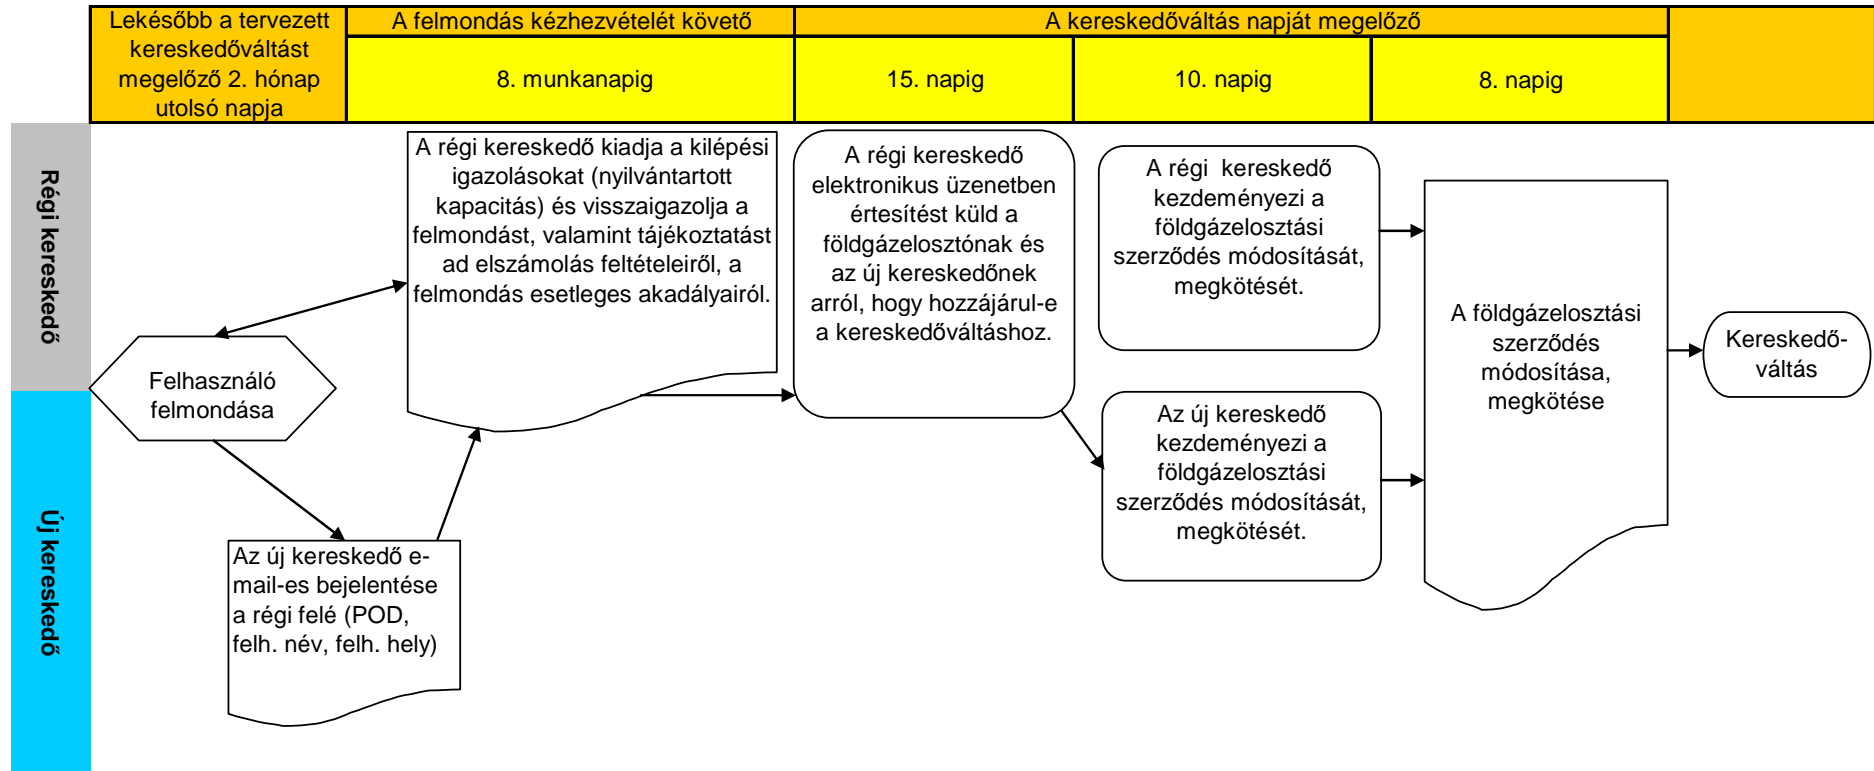 Lekésőbb a tervezett
kereskedőváltást
megelőző 2. hónap
utolsó napja
A felmondás kézhezvételét követő
A kereskedőváltás napját megelőző
8. munkanapig
15. napig
10. napig
8. napig
Régi kereskedő
Új kereskedő
Felhasználó
felmondása
A régi kereskedő kiadja a kilépési
igazolásokat (nyilvántartott
kapacitás) és visszaigazolja a
felmondást, valamint tájékoztatást
ad elszámolás feltételeiről, a
felmondás esetleges akadályairól.
Az új kereskedő e-
mail-es bejelentése
a régi felé (POD,
felh. név, felh. hely)
A régi kereskedő
elektronikus üzenetben
értesítést küld a
földgázelosztónak és
az új kereskedőnek
arról, hogy hozzájárul-e
a kereskedőváltáshoz.
A régi  kereskedő
kezdeményezi a
földgázelosztási
szerződés módosítását,
megkötését.
Az új kereskedő
kezdeményezi a
földgázelosztási
szerződés módosítását,
megkötését.
A földgázelosztási
szerződés
módosítása,
megkötése
Kereskedő-
váltás